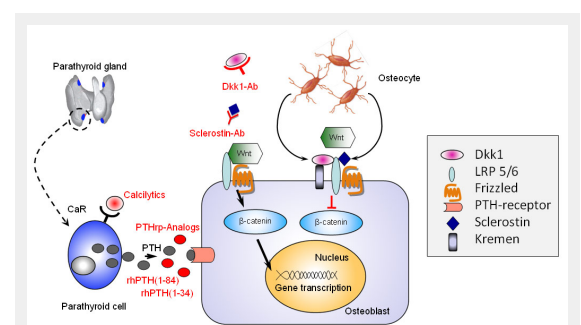 Parathyroid gland
Dkk1-Ab
Sclerostin-Ab
Osteocyte
Wnt
Wnt
CaR
Calcilytics
PTHrp-Analogs
PTH
rhPTH(1-84)
rhPTH(1-34)
Parathyroid cell
β-catenin
β-catenin
Nucleus
Gene transcription
Osteoblast
Dkk1
LRP 5/6
Frizzled
PTH-receptor
Sclerostin
Kremen